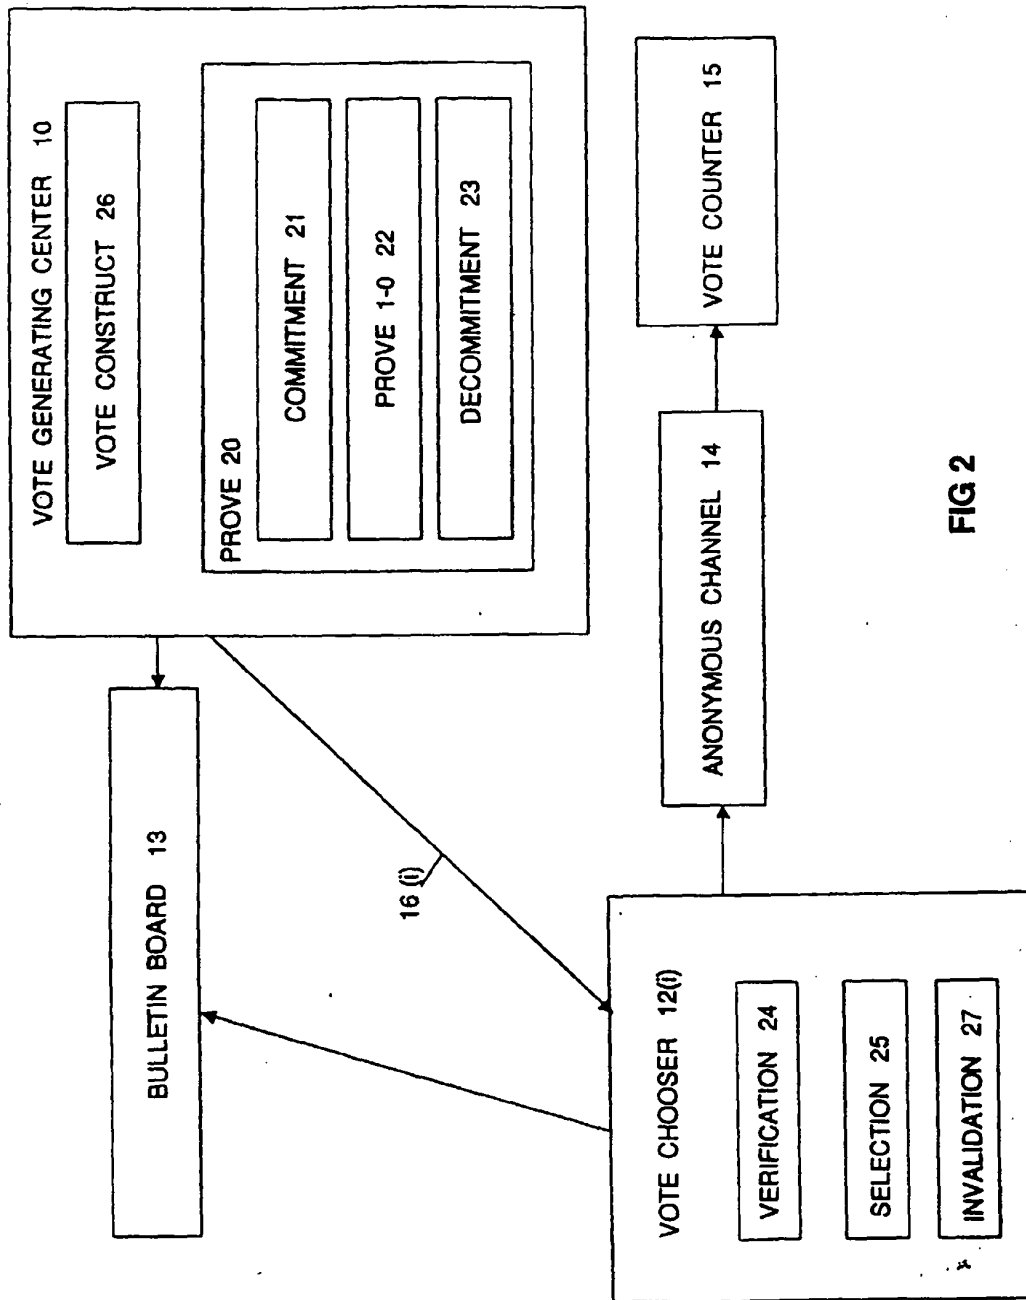 VOTE GENERATING CENTER 10
VOTE CONSTRUCT 26
PROVE 20
COMMITMENT 21
PROVE 1-0 22
DECOMMITMENT 23
BULLETIN BOARD 13
16 (i)
VOTE CHOOSER 12(i)
VERIFICATION 24
SELECTION 25
INVALIDATION 27
ANONYMOUS CHANNEL 14
VOTE COUNTER 15
FIG 2